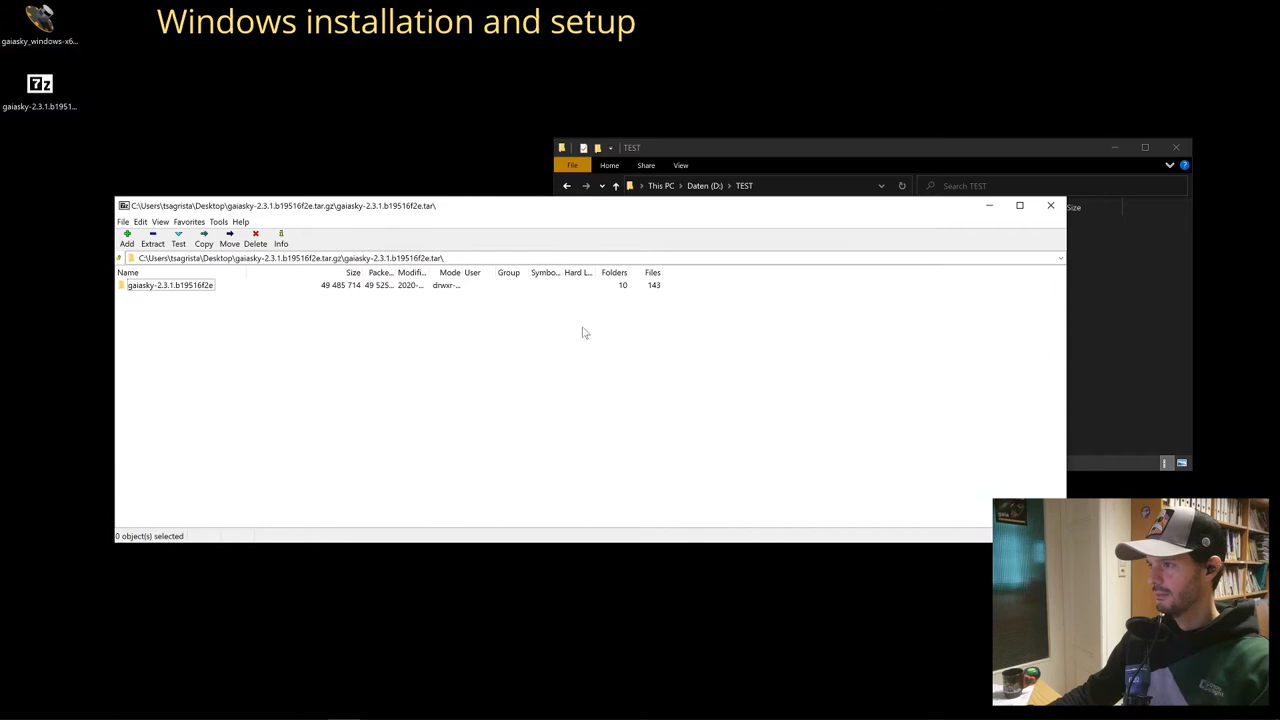 Windows installation and setup
gaiasky_windows-x6...
gaiasky-2.3.1.b1951...
TEST
File Home Share View
This PC Daten (D:) TEST
Search TEST
Size
C:\Users\tsagrista\Desktop\gaiasky-2.3.1.b19516f2e.tar.gz\gaiasky-2.3.1.b19516f2e.tar\
File Edit View Favorites Tools Help
Add Extract Test Copy Move Delete Info
C:\Users\tsagrista\Desktop\gaiasky-2.3.1.b19516f2e.tar.gz\gaiasky-2.3.1.b19516f2e.tar\
Name Size Packe... Modifi... Mode User Group Symbo... Hard L... Folders Files
gaiasky-2.3.1.b19516f2e 49 485 714 49 525... 2020-... drwxr-... 10 143
0 object(s) selected